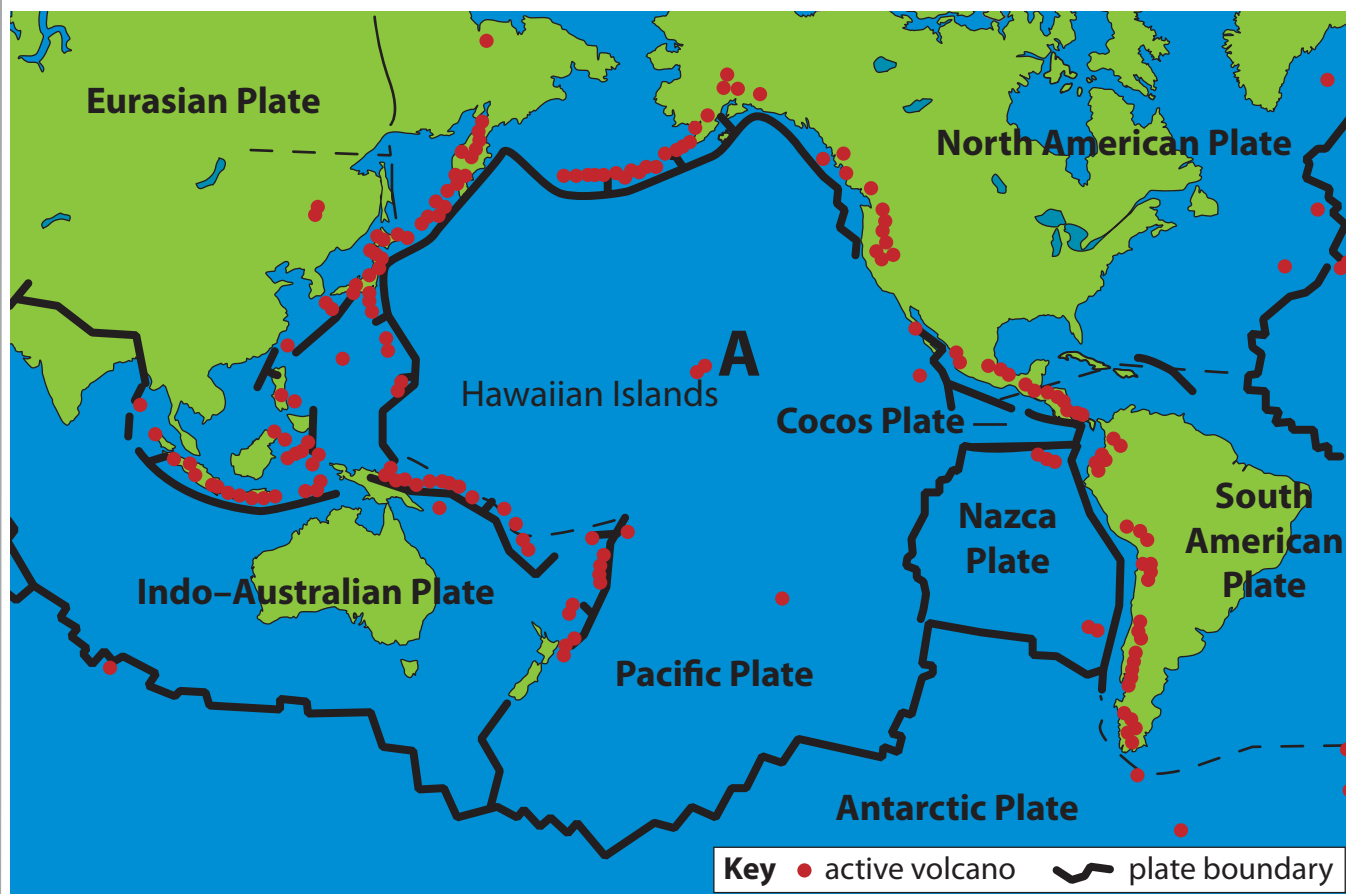 Eurasian Plate
North American Plate
A
Hawaiian Islands
Cocos Plate
Nazca
Plate
South
American
Plate
Indo–Australian Plate
Pacific Plate
Antarctic Plate
Key active volcano plate boundary